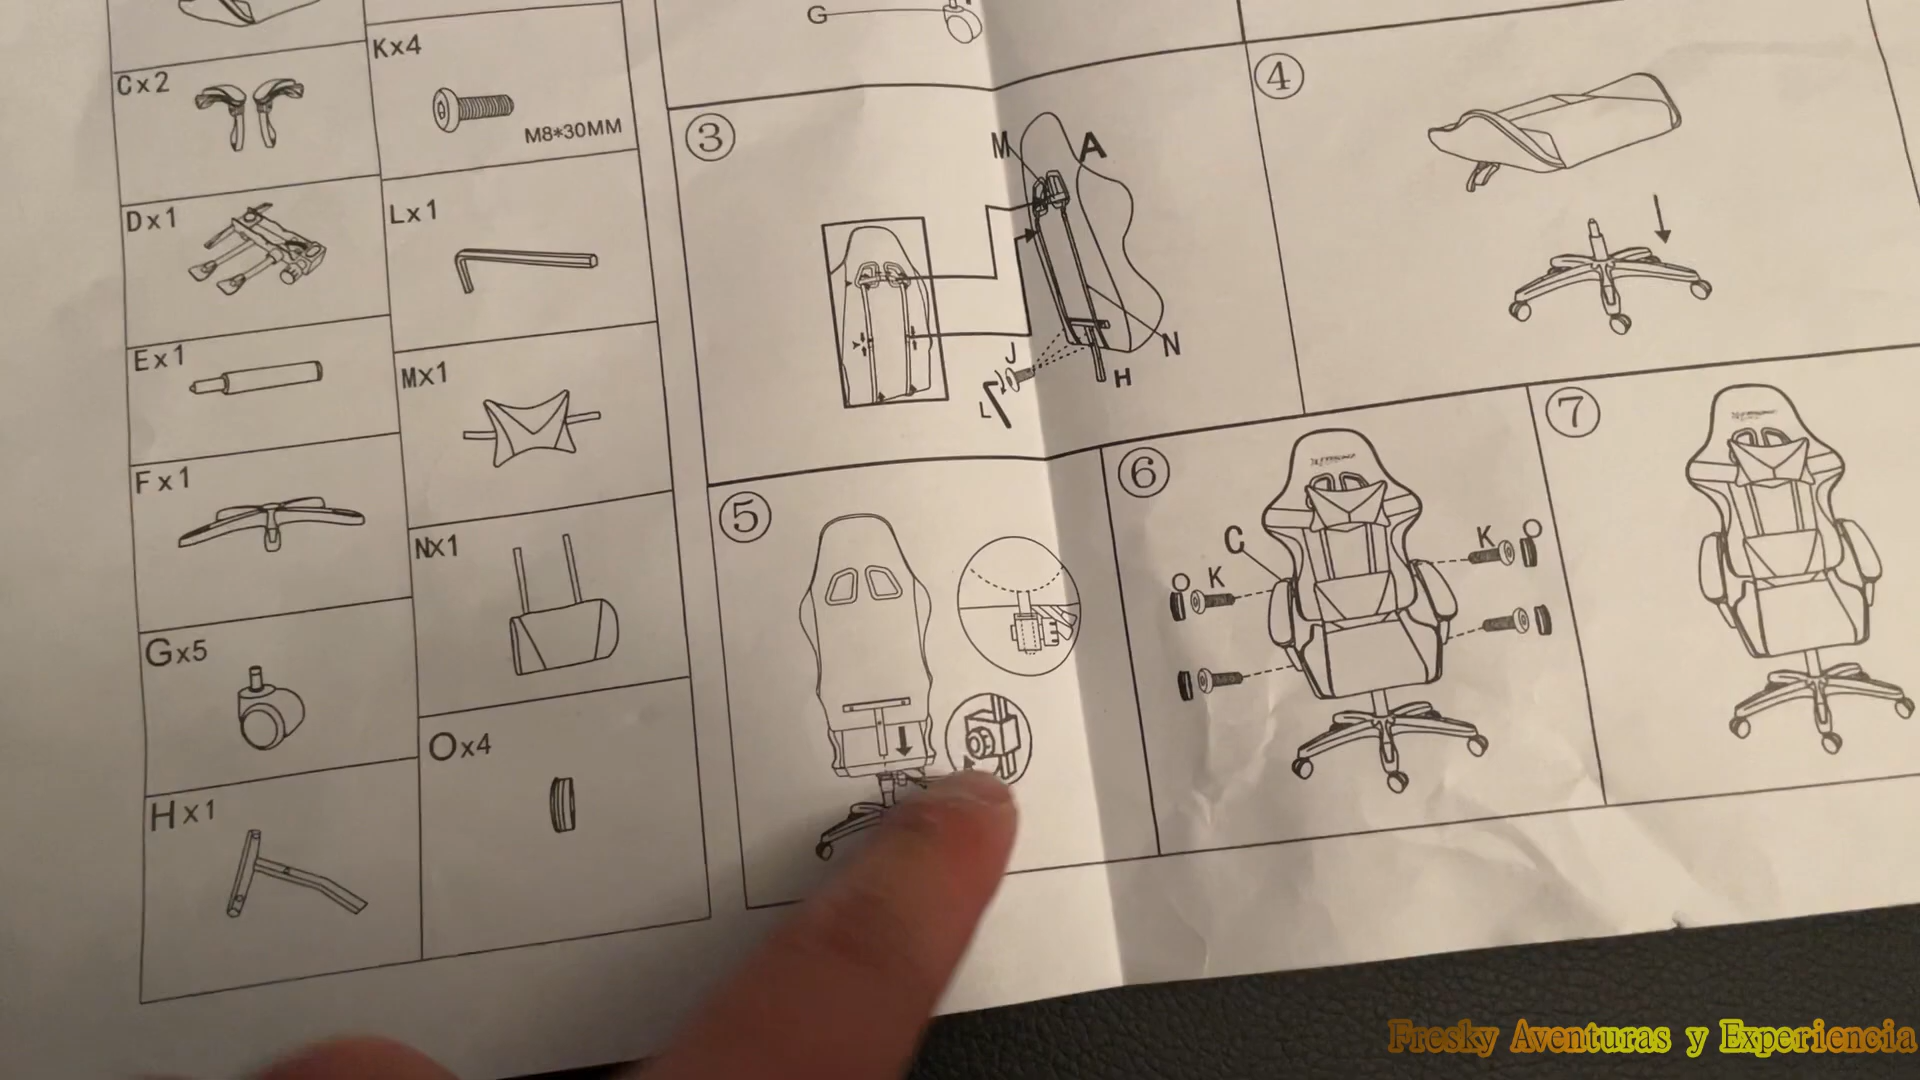 Cx2
Dx1
Ex1
Fx1
Gx5
Hx1
Kx4
M8*30MM
Lx1
Mx1
NX1
Ox4
G
③
M
A
J
L
H
N
④
⑤
⑥
C
O
K
K
O
⑦
Fresky Aventuras y Experiencia